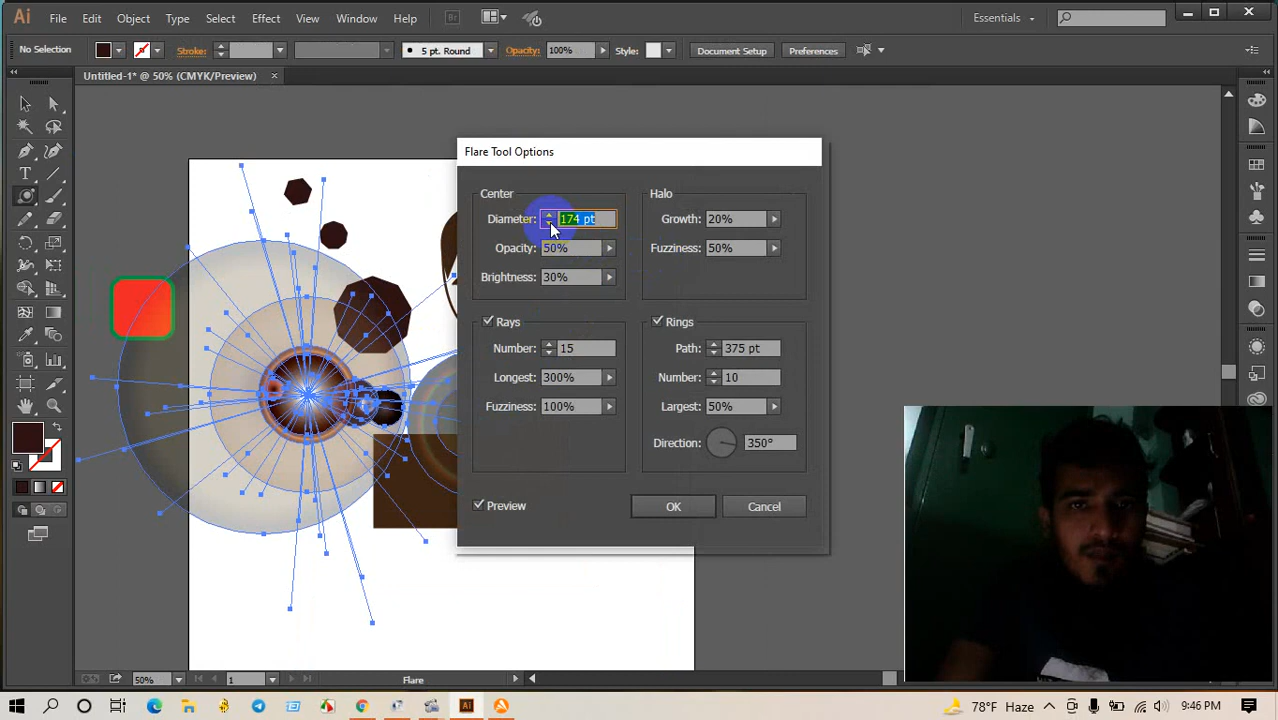 Ai File Edit Object Type Select Effect View Window Help Br Essentials
No Selection Stroke: 5 pt. Round Opacity: 100% Style: Document Setup Preferences
Untitled-1* @ 50% (CMYK/Preview)
Flare Tool Options
Center Halo
Diameter: 174 pt Growth: 20%
Opacity: 50% Fuzziness: 50%
Brightness: 30%
Rays Rings
Number: 15 Path: 375 pt
Longest: 300% Number: 10
Fuzziness: 100% Largest: 50%
Direction: 350°
Preview OK Cancel
50% 1 Flare
78°F Haze 9:46 PM